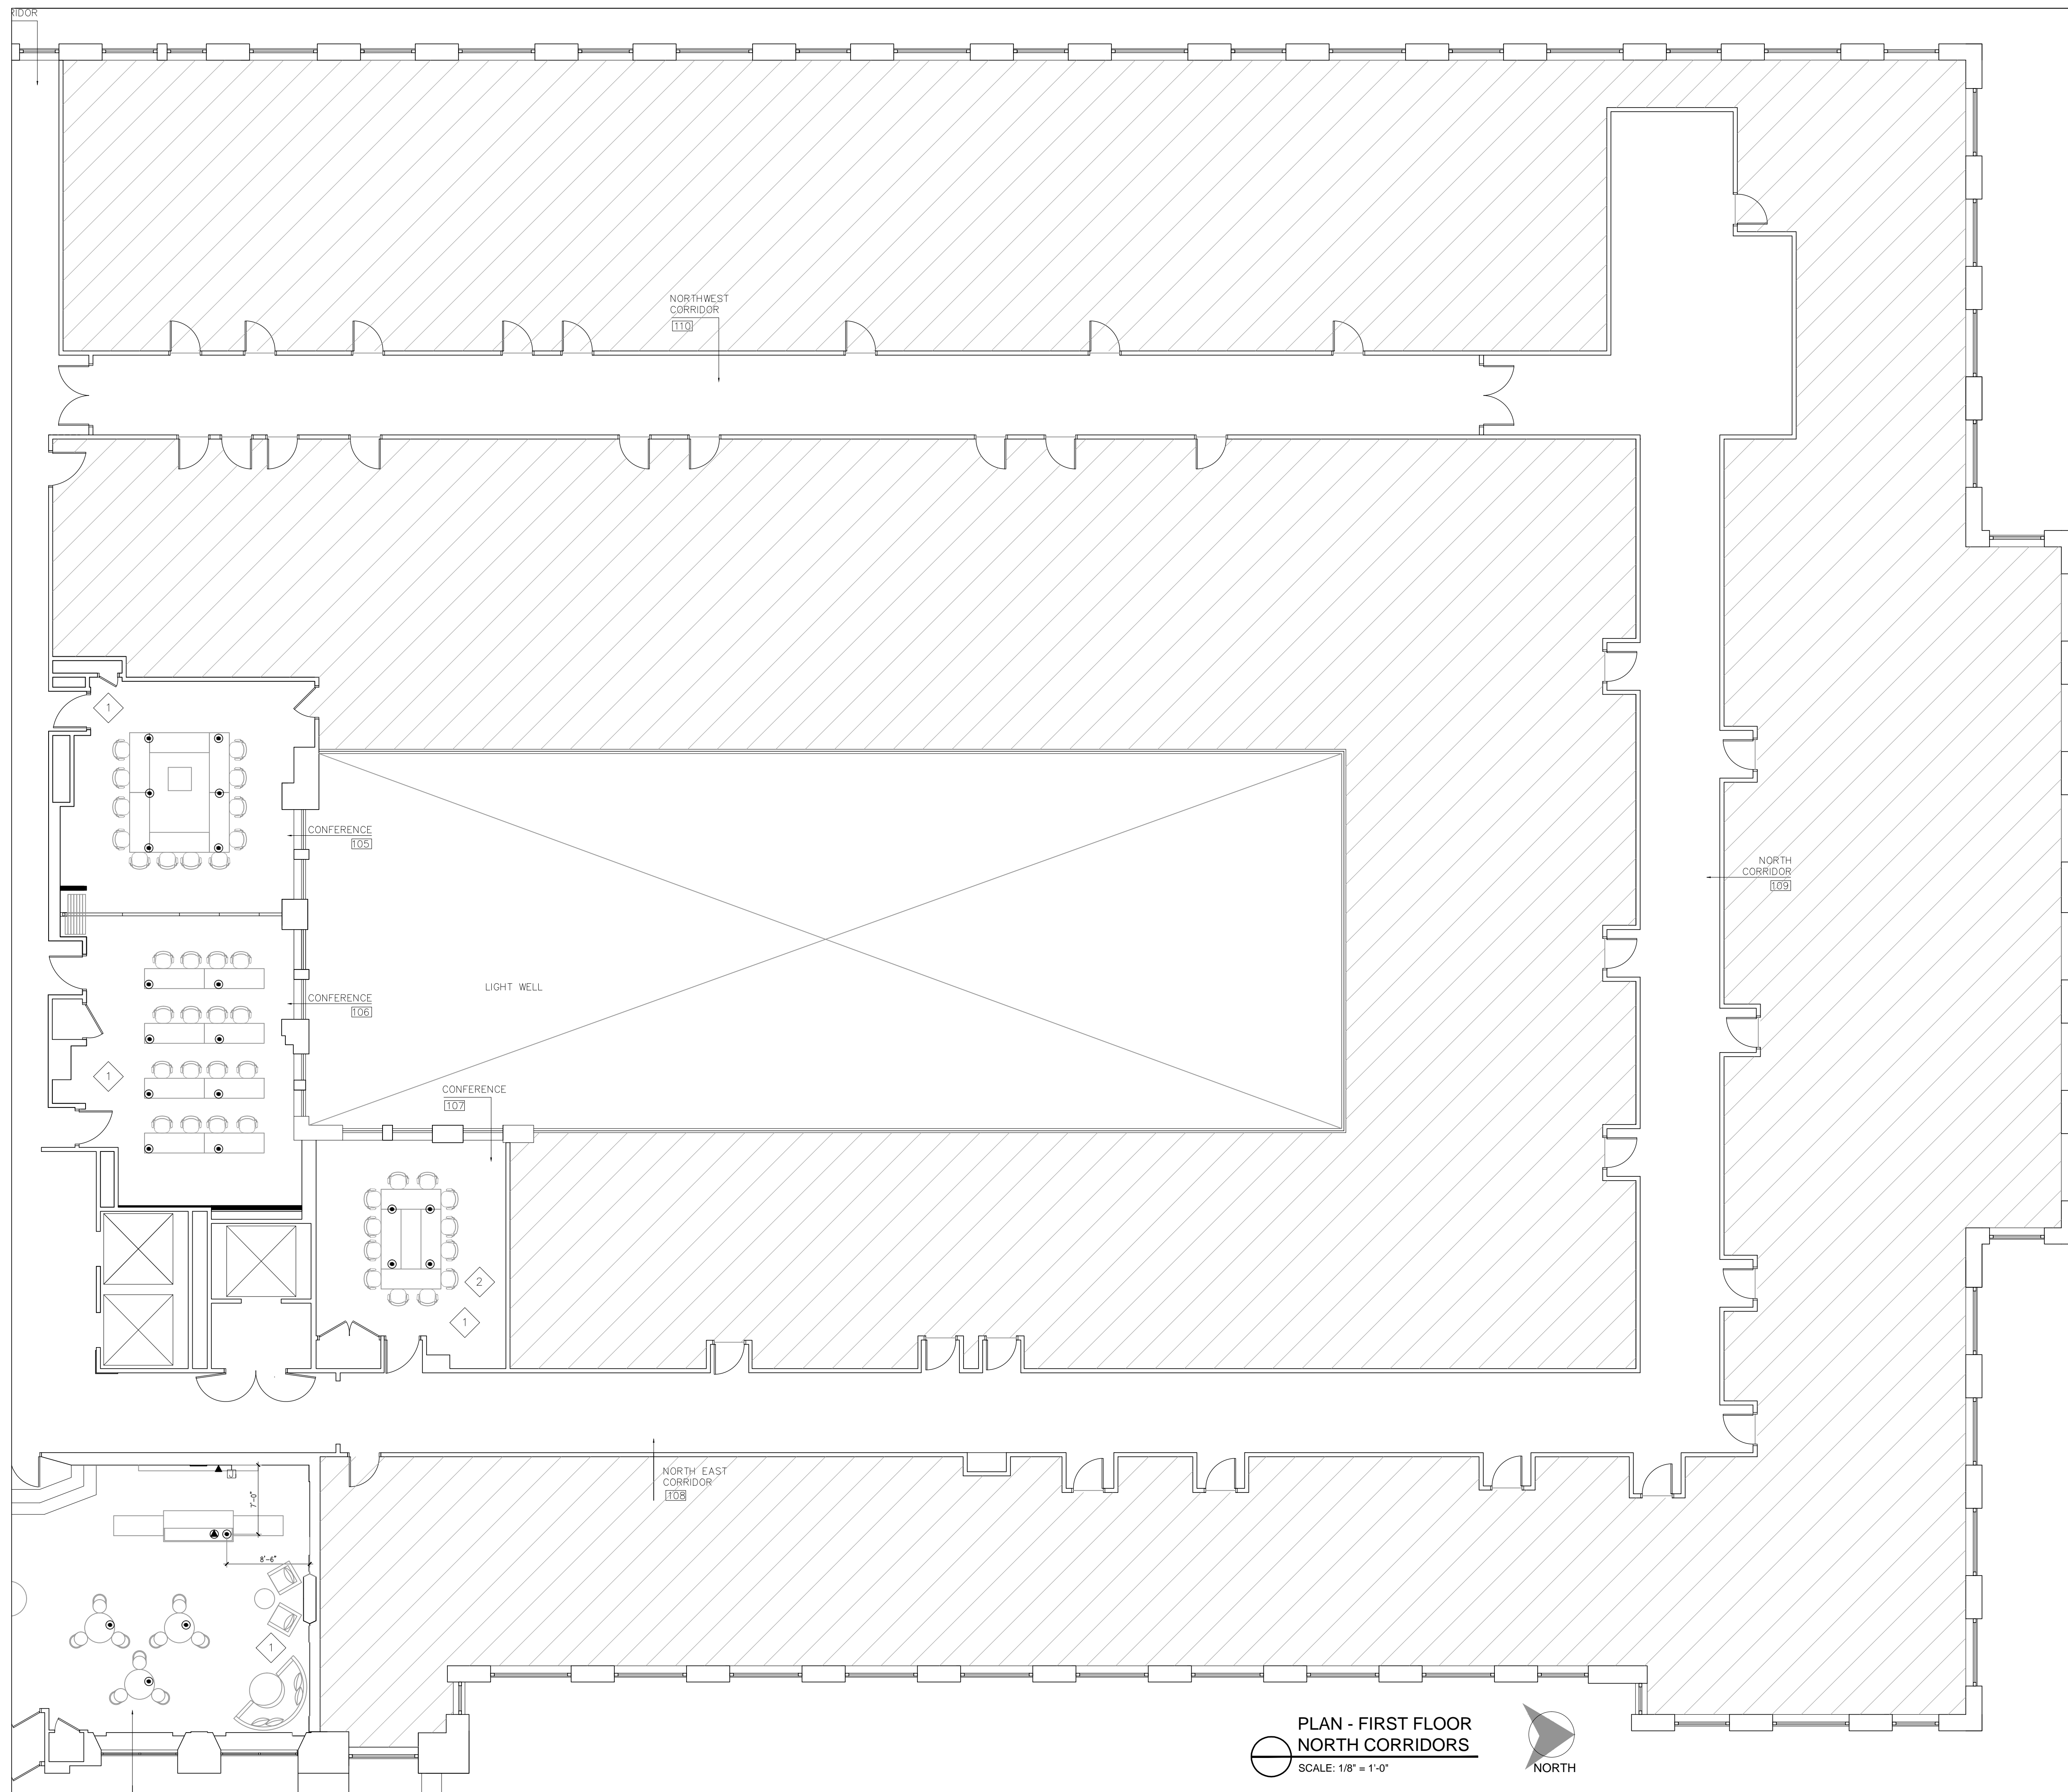 RIDOR
NORTHWEST
CORRIDOR
110
1
CONFERENCE
105
NORTH
CORRIDOR
109
LIGHT WELL
CONFERENCE
106
1
CONFERENCE
107
2
1
NORTH EAST
CORRIDOR
108
J
7'-0"
8'-6"
1
PLAN - FIRST FLOOR
NORTH CORRIDORS
SCALE: 1/8" = 1'-0"
NORTH